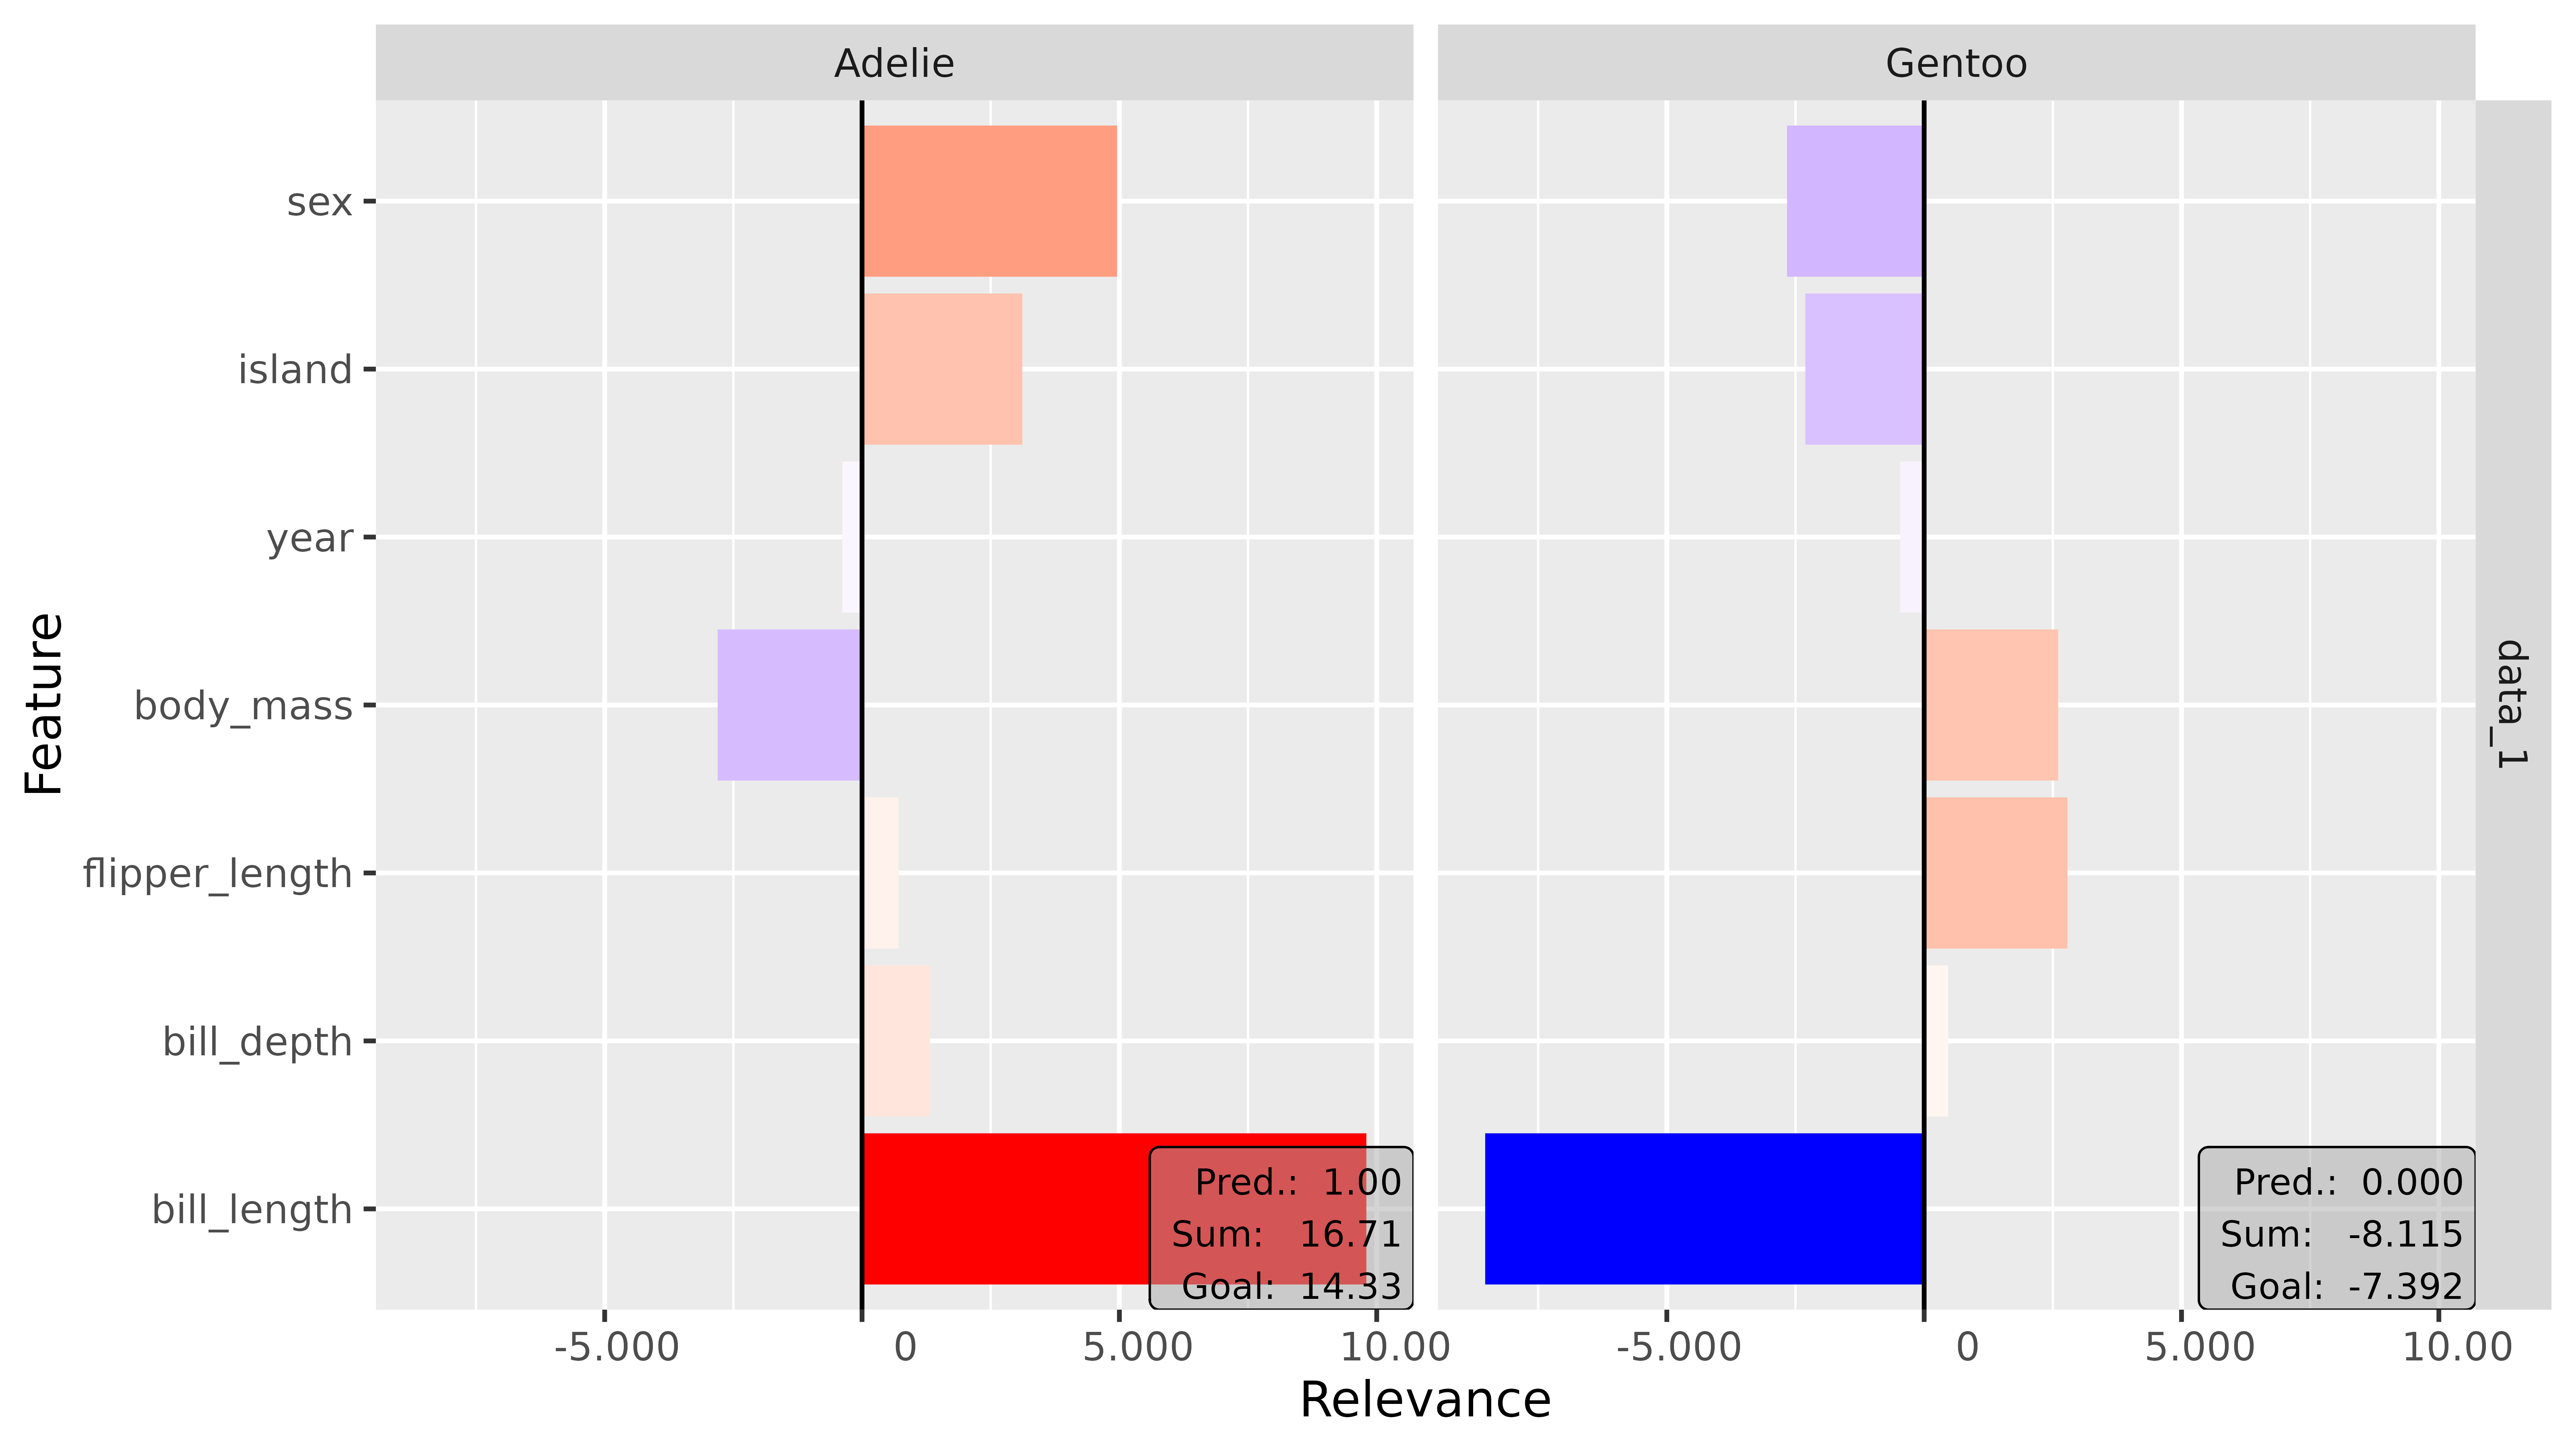 Adelie
Gentoo
sex
island
year
body_mass
flipper_length
bill_depth
bill_length
Feature
data_1
Pred.: 1.00
Sum: 16.71
Goal: 14.33
Pred.: 0.000
Sum: -8.115
Goal: -7.392
-5.000 0 5.000 10.00
-5.000 0 5.000 10.00
Relevance